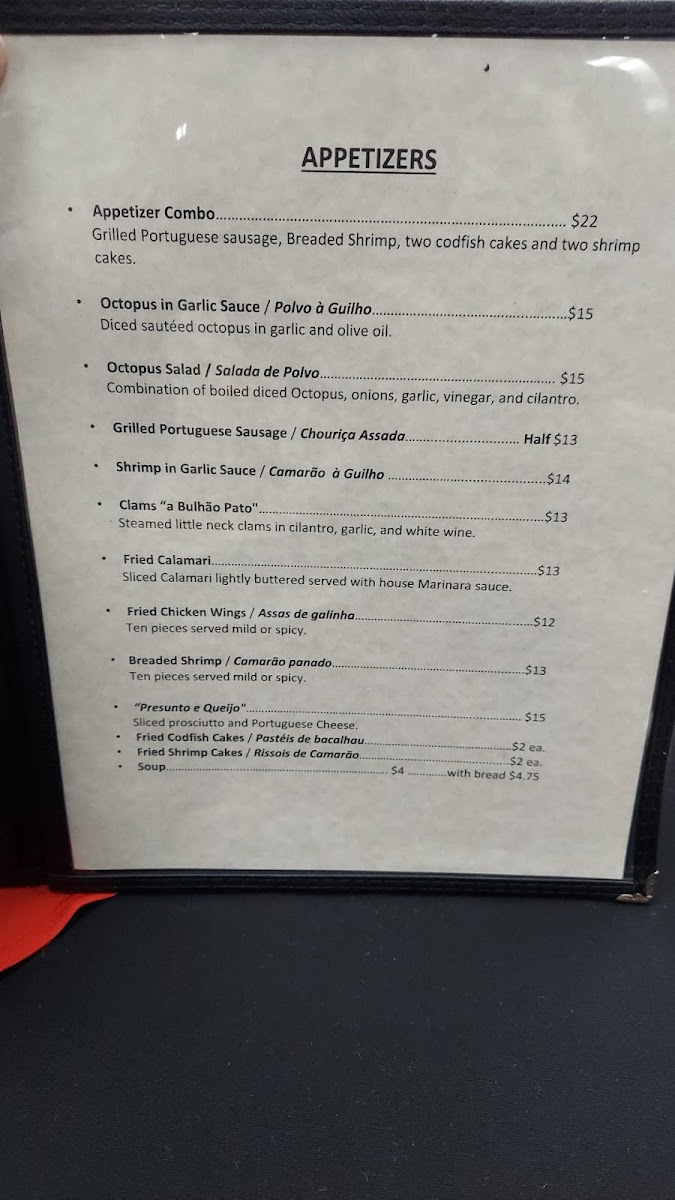 APPETIZERS
• Appetizer Combo.......................................................................................... $22
Grilled Portuguese sausage, Breaded Shrimp, two codfish cakes and two shrimp
cakes.
• Octopus in Garlic Sauce / Polvo à Guilho..................................................$15
Diced sautéed octopus in garlic and olive oil.
• Octopus Salad / Salada de Polvo............................................................. $15
Combination of boiled diced Octopus, onions, garlic, vinegar, and cilantro.
• Grilled Portuguese Sausage / Chouriça Assada.............................. Half $13
• Shrimp in Garlic Sauce / Camarão à Guilho ..........................................$14
• Clams “a Bulhão Pato"..............................................................................$13
Steamed little neck clams in cilantro, garlic, and white wine.
• Fried Calamari.............................................................................................$13
Sliced Calamari lightly buttered served with house Marinara sauce.
• Fried Chicken Wings / Assas de galinha...................................................$12
Ten pieces served mild or spicy.
• Breaded Shrimp / Camarão panado.........................................................$13
Ten pieces served mild or spicy.
• “Presunto e Queijo"................................................................................ $15
Sliced prosciutto and Portuguese Cheese.
• Fried Codfish Cakes / Pastéis de bacalhau............................................$2 ea.
• Fried Shrimp Cakes / Rissois de Camarão.............................................$2 ea.
• Soup................................................................ $4 ............with bread $4.75